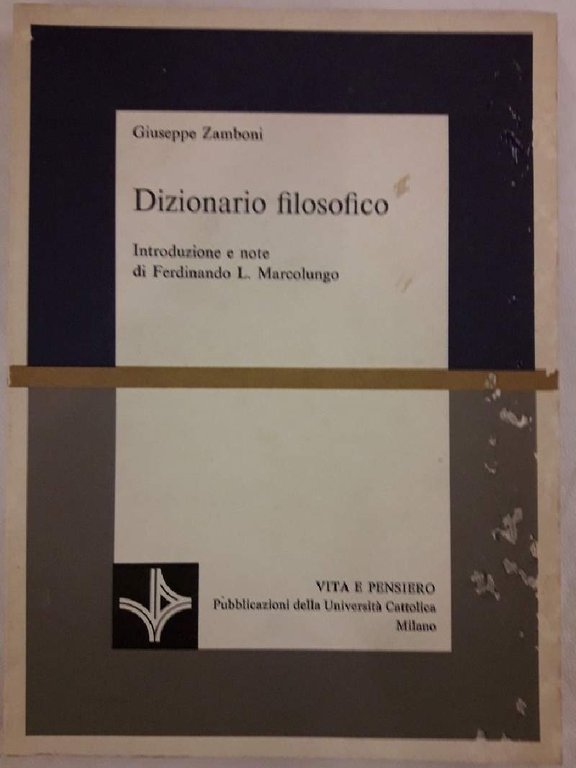 Giuseppe Zamboni
Dizionario filosofico
Introduzione e note
di Ferdinando L. Marcolungo
VITA E PENSIERO
Pubblicazioni della Università Cattolica
Milano